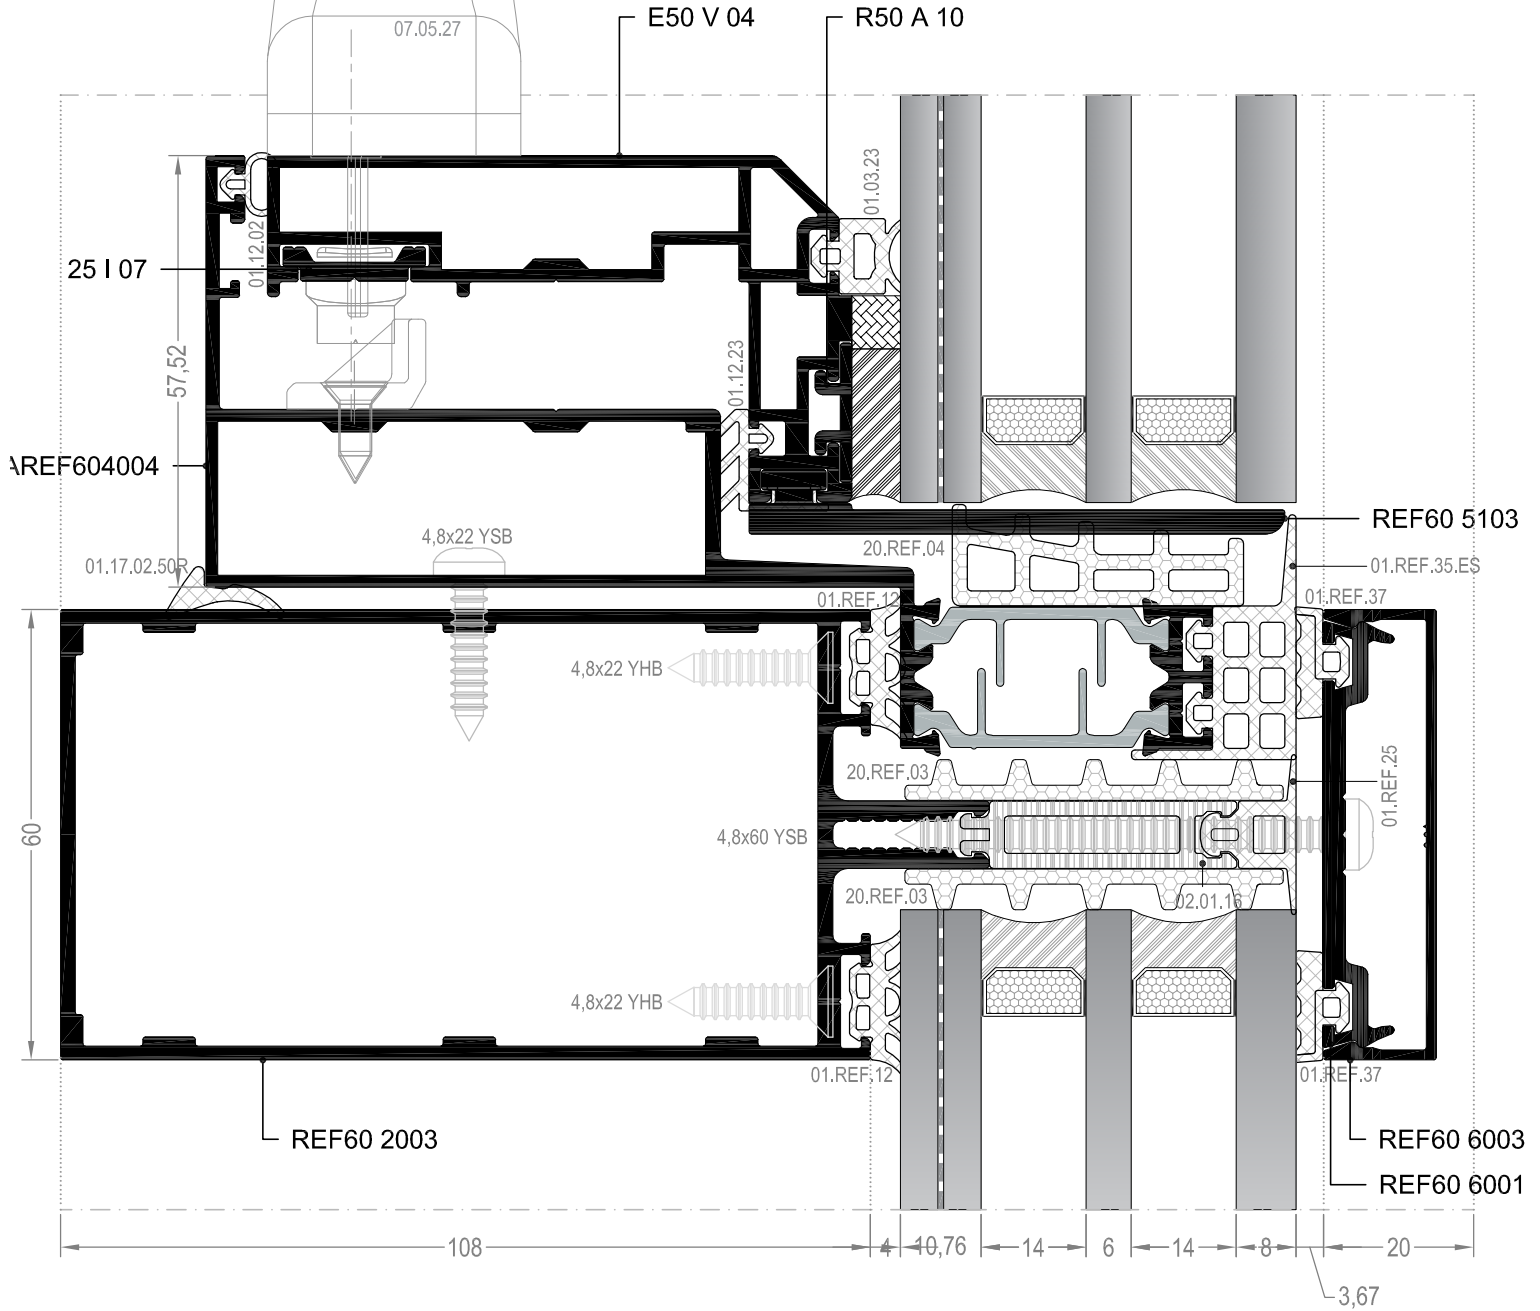 07.05.27
E50 V 04
R50 A 10
01.03.23
01.12.02
25 I 07
57,52
01.12.23
AREF604004
4,8x22 YSB
20.REF.04
REF60 5103
01.17.02.50R
01.REF.35.ES
01.REF.12
01.REF.37
4,8x22 YHB
20.REF.03
01.REF.25
60
4,8x60 YSB
20.REF.03
02.01.16
4,8x22 YHB
01.REF.12
01.REF.37
REF60 2003
REF60 6003
REF60 6001
108
4
10,76
14
6
14
8
20
3,67